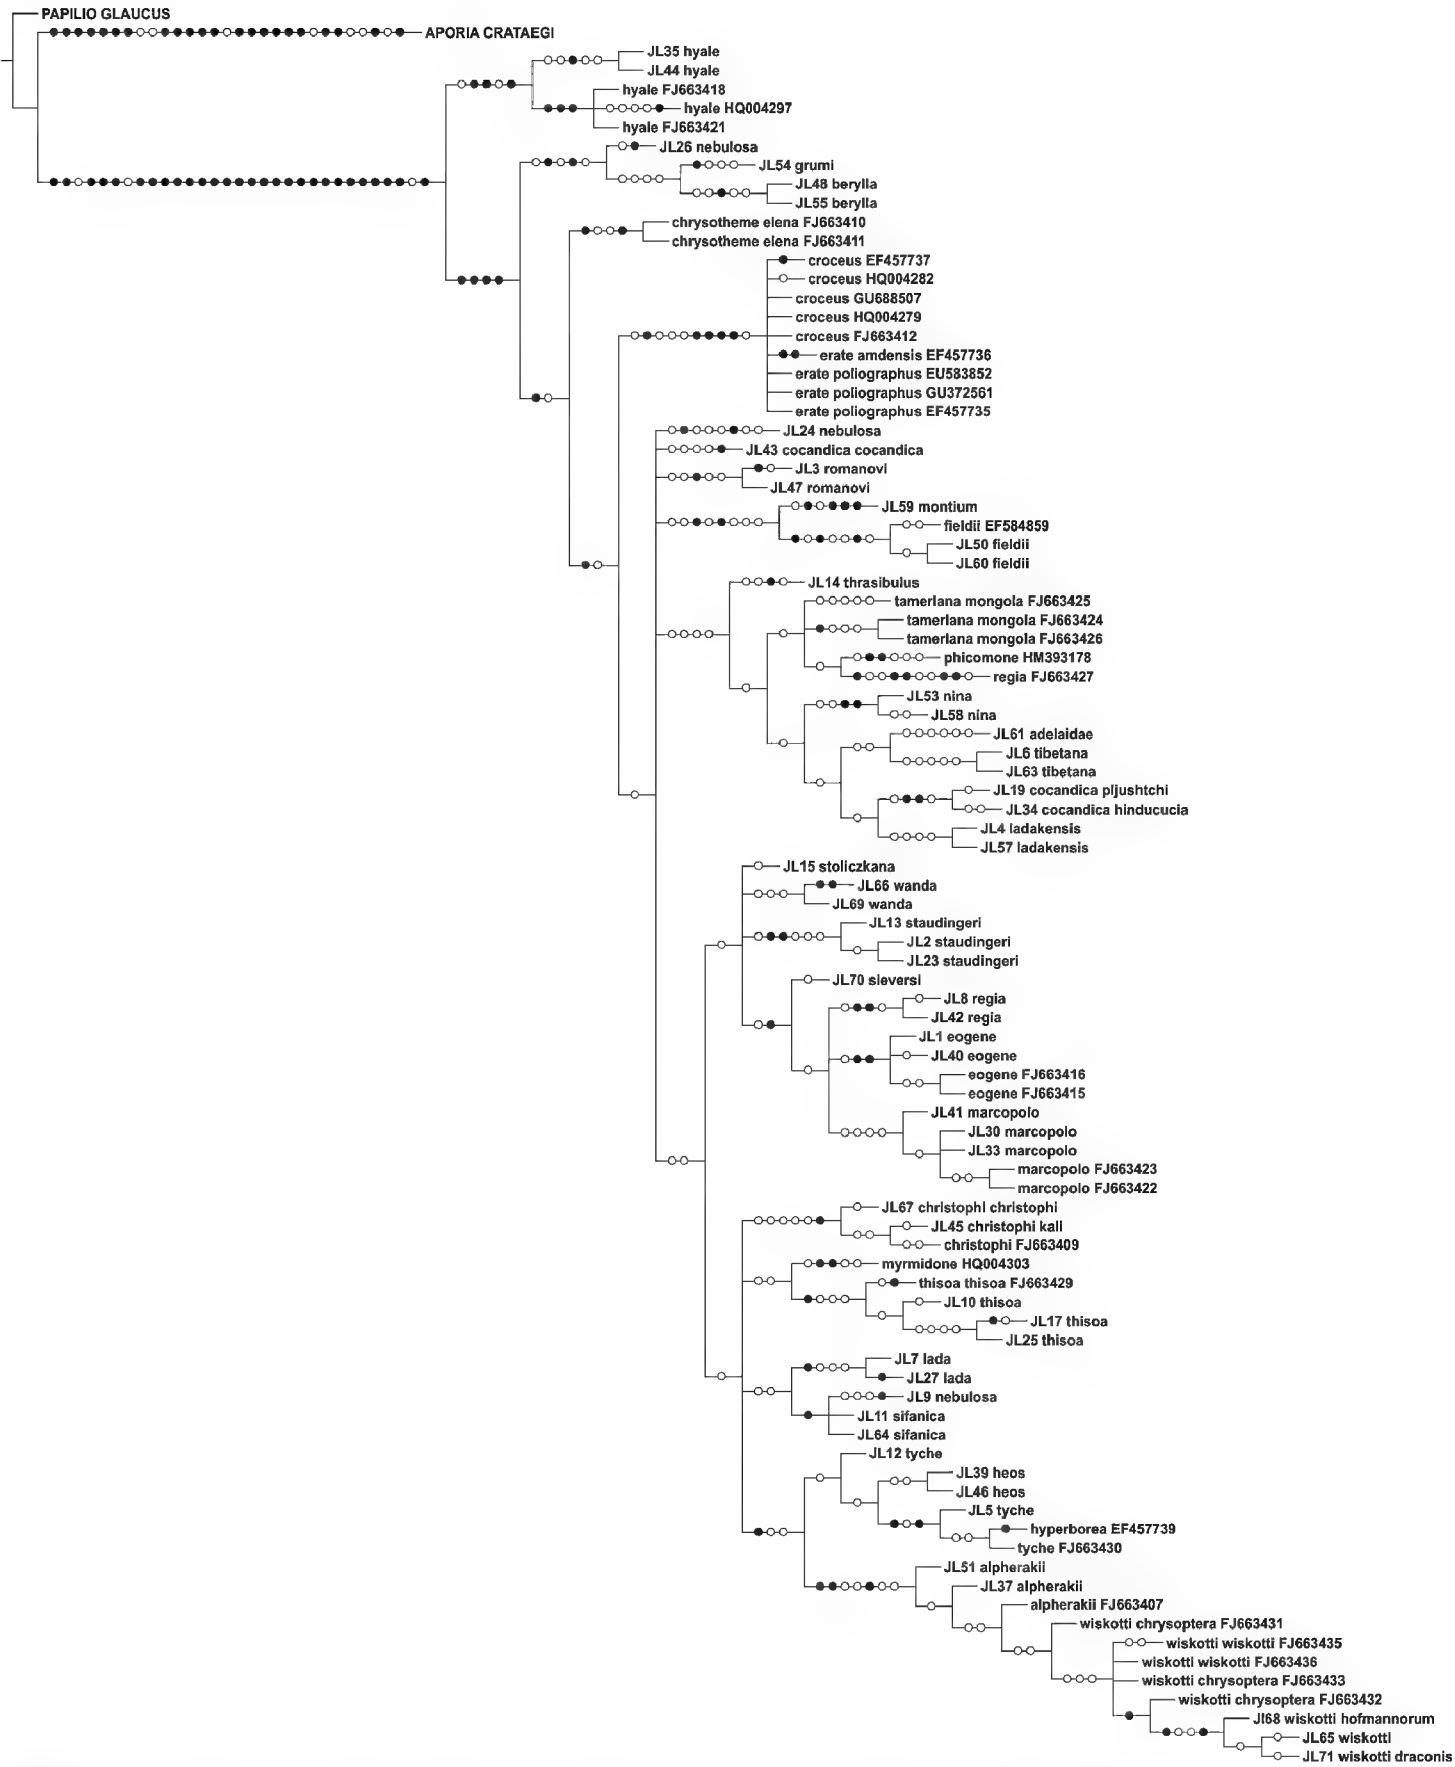 PAPILIO GLAUCUS
APORIA CRATAEGI
JL35 hyale
JL44 hyale
hyale FJ663418
hyale HQ004297
hyale FJ663421
JL26 nebulosa
JL54 grumi
JL48 berylla
JL55 berylla
chrysotheme elena FJ663410
chrysotheme elena FJ663411
croceus EF457737
croceus HQ004282
croceus GU688507
croceus HQ004279
croceus FJ663412
erate amdensis EF457736
erate poliographus EU583852
erate poliographus GU372561
erate poliographus EF457735
JL24 nebulosa
JL43 cocandica cocandica
JL3 romanovi
JL47 romanovi
JL59 montium
fieldii EF584859
JL50 fieldii
JL60 fieldii
JL14 thrasibulus
tamerlana mongola FJ663425
tamerlana mongola FJ663424
tamerlana mongola FJ663426
phicomone HM393178
regia FJ663427
JL53 nina
JL58 nina
JL61 adelaidae
JL6 tibetana
JL63 tibetana
JL19 cocandica pljushtchi
JL34 cocandica hinducucia
JL4 ladakensis
JL57 ladakensis
JL15 stoliczkana
JL66 wanda
JL69 wanda
JL13 staudingeri
JL2 staudingeri
JL23 staudingeri
JL70 sieversi
JL8 regia
JL42 regia
JL1 eogene
JL40 eogene
eogene FJ663416
eogene FJ663415
JL41 marcopolo
JL30 marcopolo
JL33 marcopolo
marcopolo FJ663423
marcopolo FJ663422
JL67 christophi christophi
JL45 christophi kali
christophi FJ663409
myrmidone HQ004303
thisoa thisoa FJ663429
JL10 thisoa
JL17 thisoa
JL25 thisoa
JL7 lada
JL27 lada
JL9 nebulosa
JL11 sifanica
JL64 sifanica
JL12 tyche
JL39 heos
JL46 heos
JL5 tyche
hyperborea EF457739
tyche FJ663430
JL51 alpherakii
JL37 alpherakii
alpherakii FJ663407
wiskotti chrysoptera FJ663431
wiskotti wiskotti FJ663435
wiskotti wiskotti FJ663436
wiskotti chrysoptera FJ663433
wiskotti chrysoptera FJ663432
Jl68 wiskotti hofmannorum
JL65 wiskotti
JL71 wiskotti draconis